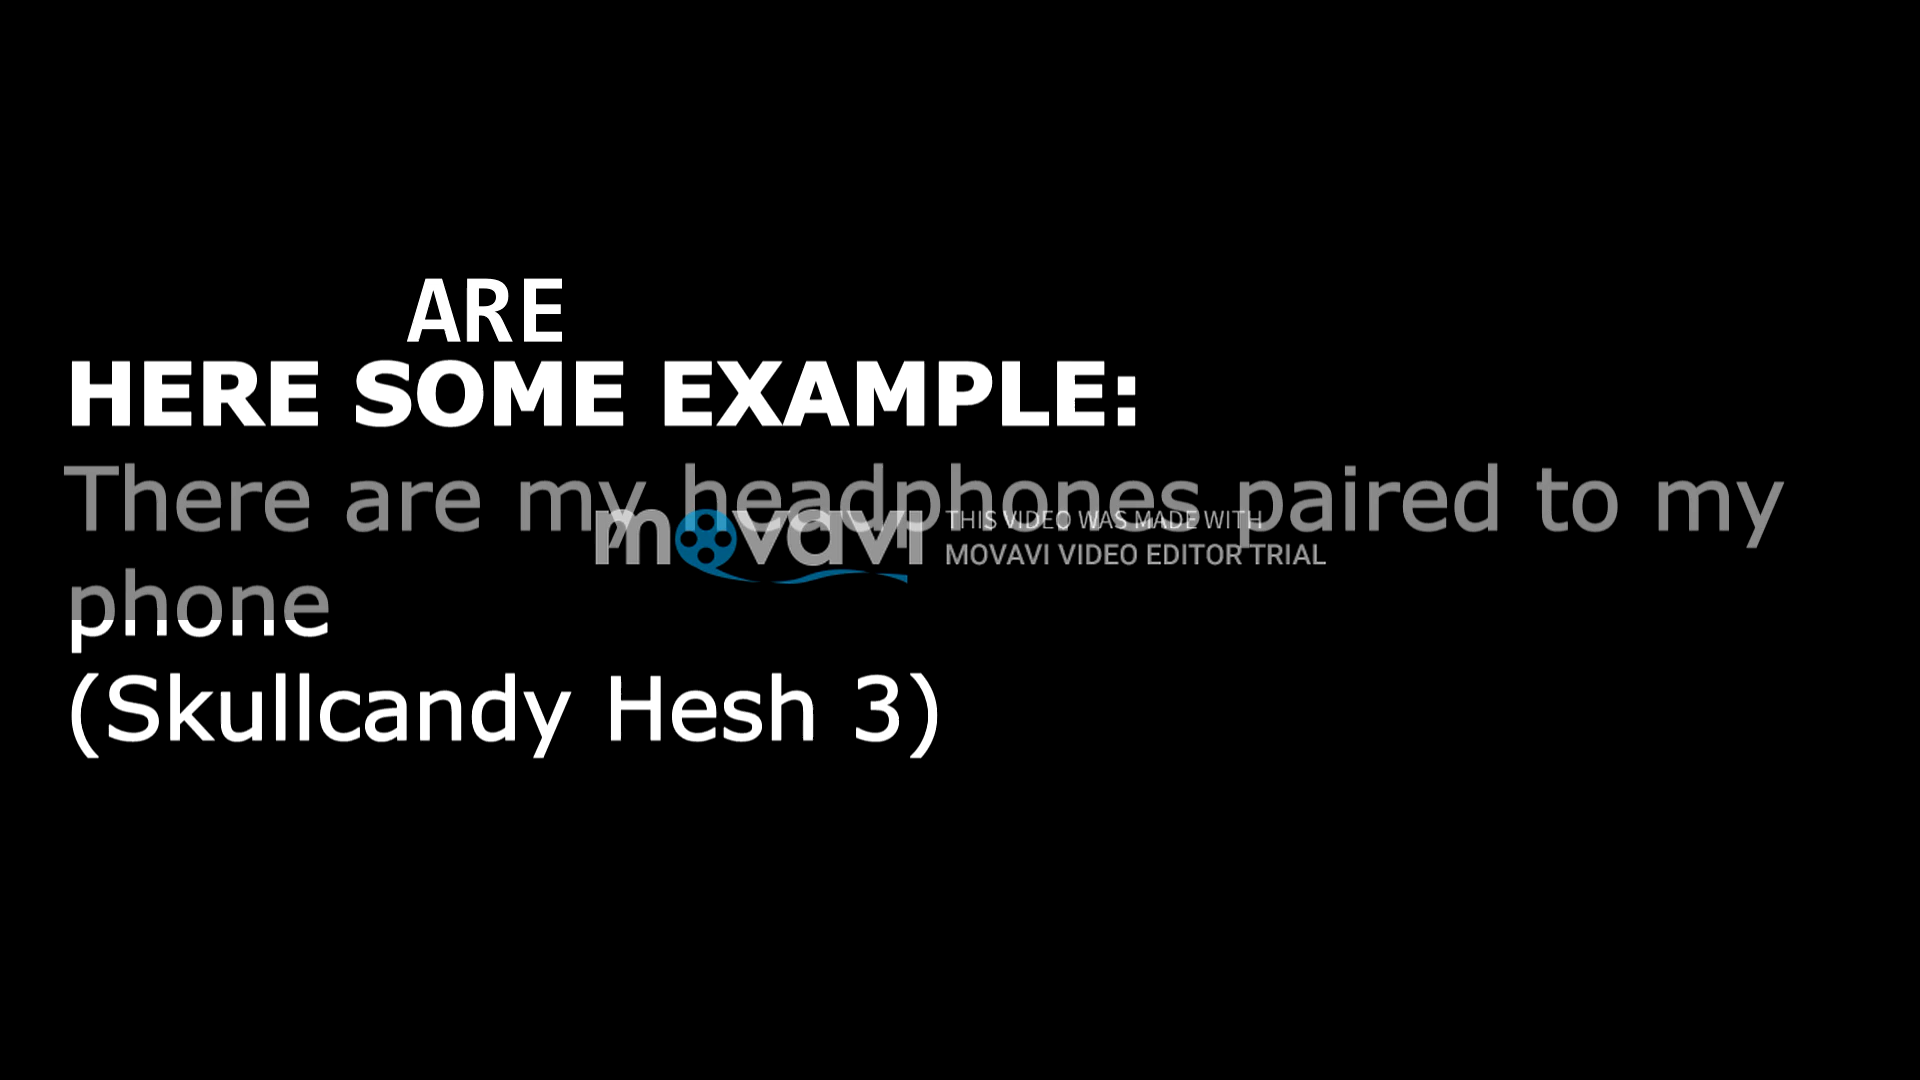 ARE
HERE SOME EXAMPLE:
There are my headphones paired to my
movavi THIS VIDEO WAS MADE WITH
MOVAVI VIDEO EDITOR TRIAL
phone
(Skullcandy Hesh 3)